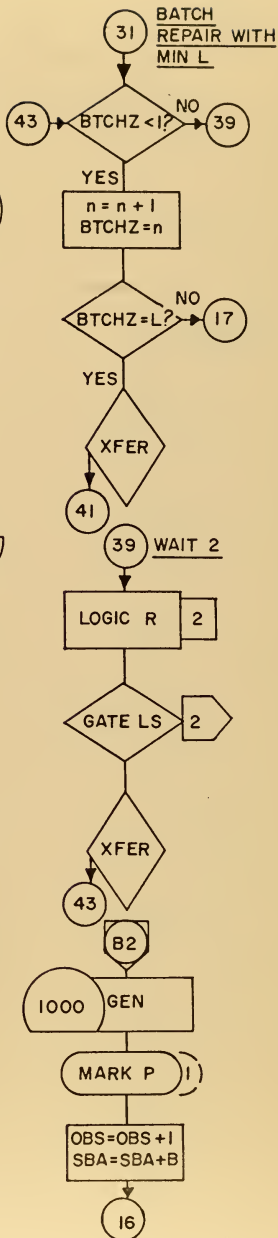 31
BATCH
REPAIR WITH
MIN L
43
BTCHZ <1?
NO
39
YES
n = n + 1
BTCHZ=n
BTCHZ=L?
NO
17
YES
XFER
41
39
WAIT 2
LOGIC R
2
GATE LS
2
XFER
43
B2
1000
GEN
MARK P
1
OBS=OBS+1
SBA=SBA+B
16